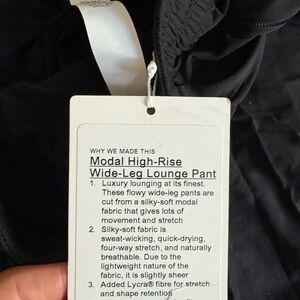 WHY WE MADE THIS
Modal High-Rise
Wide-Leg Lounge Pant
1. Luxury lounging at its finest.
These flowy wide-leg pants are
cut from a silky-soft modal
fabric that gives lots of
movement and stretch
2. Silky-soft fabric is
sweat-wicking, quick-drying,
four-way stretch, and naturally
breathable. Due to the
lightweight nature of the
fabric, it is slightly sheer
3. Added Lycra® fibre for stretch
and shape retention